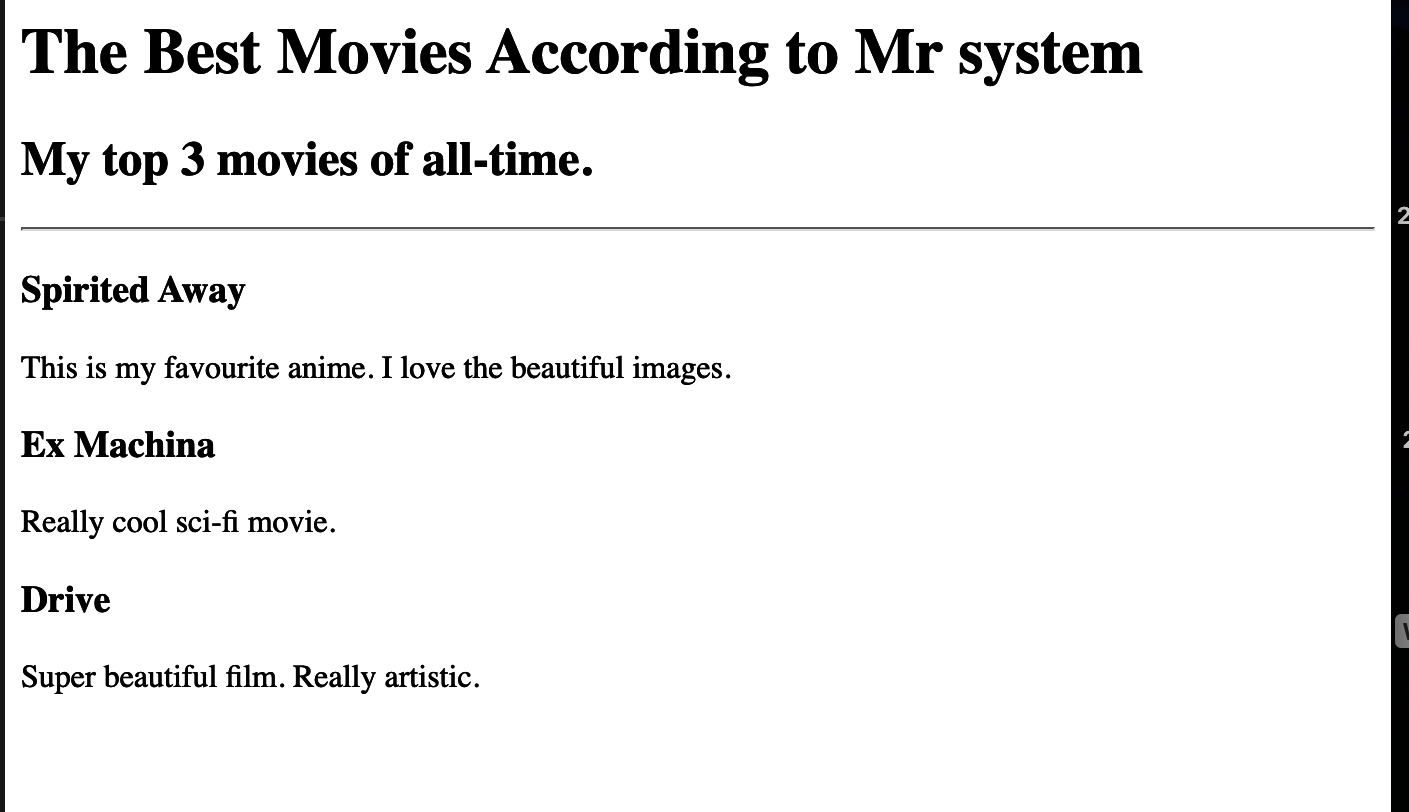 The Best Movies According to Mr system
My top 3 movies of all-time.
Spirited Away
This is my favourite anime. I love the beautiful images.
Ex Machina
Really cool sci-fi movie.
Drive
Super beautiful film. Really artistic.